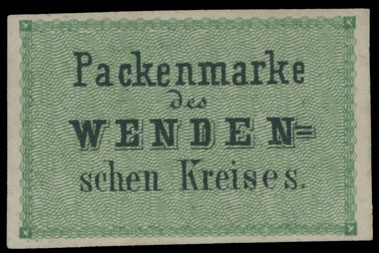 Packenmarke
des
WENDEN=
schen Kreises.